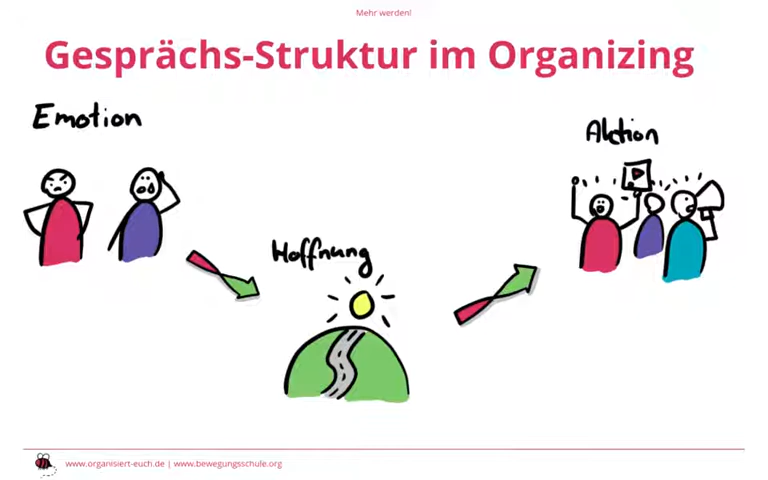 Mehr werden!
Gesprächs-Struktur im Organizing
Emotion
Aktion
Hoffnung
www.organisiert-euch.de | www.bewegungsschule.org